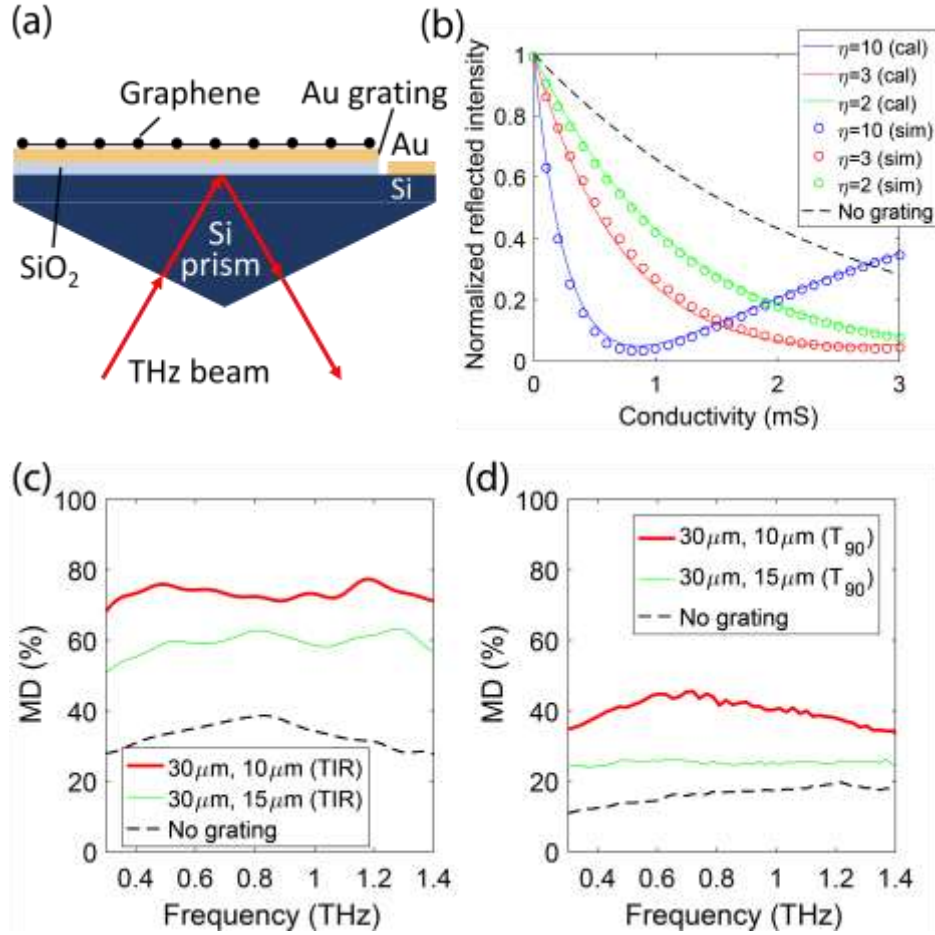 (a)
Graphene
Au grating
Au
Si
Si
prism
SiO₂
THz beam
(b)
Normalized reflected intensity
1
0.8
0.6
0.4
0.2
0
0 1 2 3
Conductivity (mS)
η=10 (cal)
η=3 (cal)
η=2 (cal)
η=10 (sim)
η=3 (sim)
η=2 (sim)
No grating
(c)
MD (%)
100
80
60
40
20
0
30μm, 10μm (TIR)
30μm, 15μm (TIR)
No grating
0.4 0.6 0.8 1 1.2 1.4
Frequency (THz)
(d)
MD (%)
100
80
60
40
20
0
30μm, 10μm (T₉₀)
30μm, 15μm (T₉₀)
No grating
0.4 0.6 0.8 1 1.2 1.4
Frequency (THz)